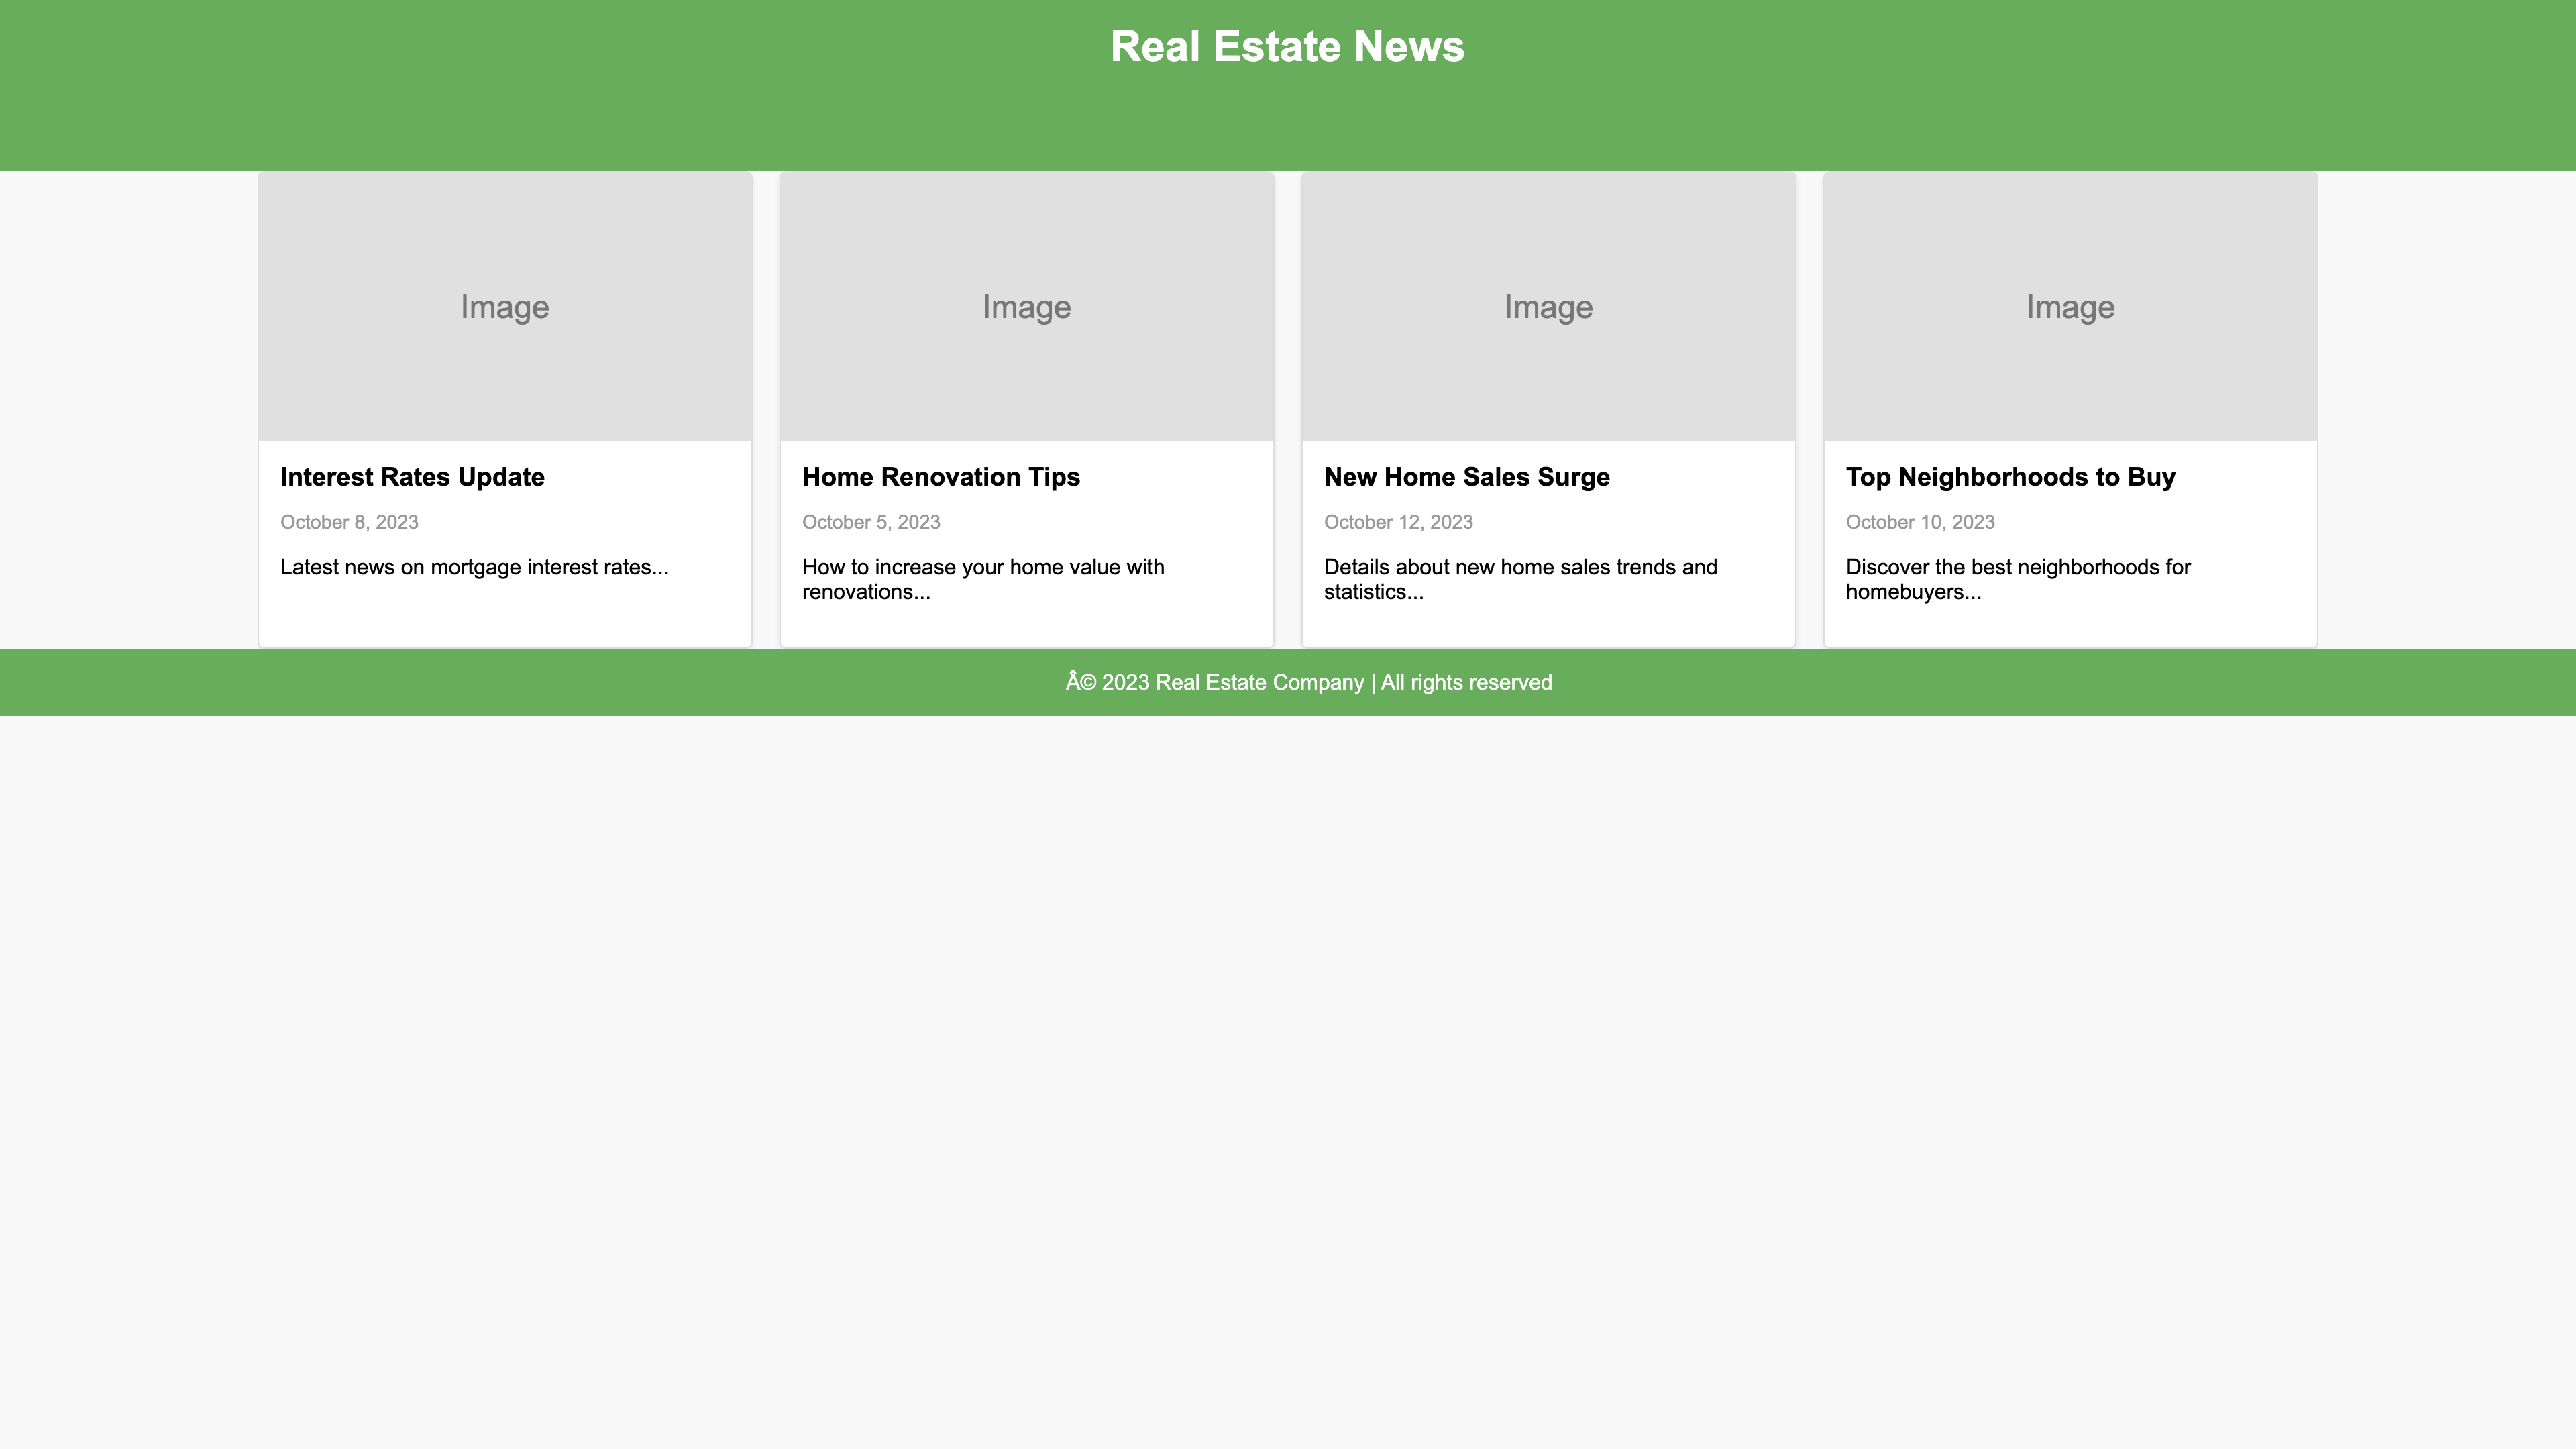 Real Estate News
Image
Interest Rates Update
October 8, 2023
Latest news on mortgage interest rates...
Image
Home Renovation Tips
October 5, 2023
How to increase your home value with
renovations...
Image
New Home Sales Surge
October 12, 2023
Details about new home sales trends and
statistics...
Image
Top Neighborhoods to Buy
October 10, 2023
Discover the best neighborhoods for
homebuyers...
Â© 2023 Real Estate Company | All rights reserved